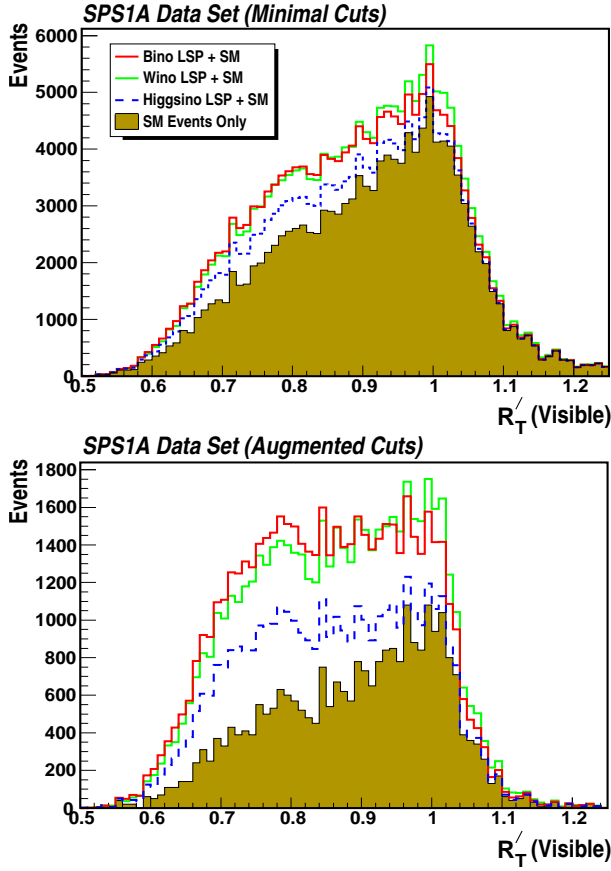 SPS1A Data Set (Minimal Cuts)
Events
6000
5000
4000
3000
2000
1000
0
Bino LSP + SM
Wino LSP + SM
Higgsino LSP + SM
SM Events Only
0.5 0.6 0.7 0.8 0.9 1 1.1 1.2
R_T^/ (Visible)
SPS1A Data Set (Augmented Cuts)
Events
1800
1600
1400
1200
1000
800
600
400
200
0
0.5 0.6 0.7 0.8 0.9 1 1.1 1.2
R_T^/ (Visible)